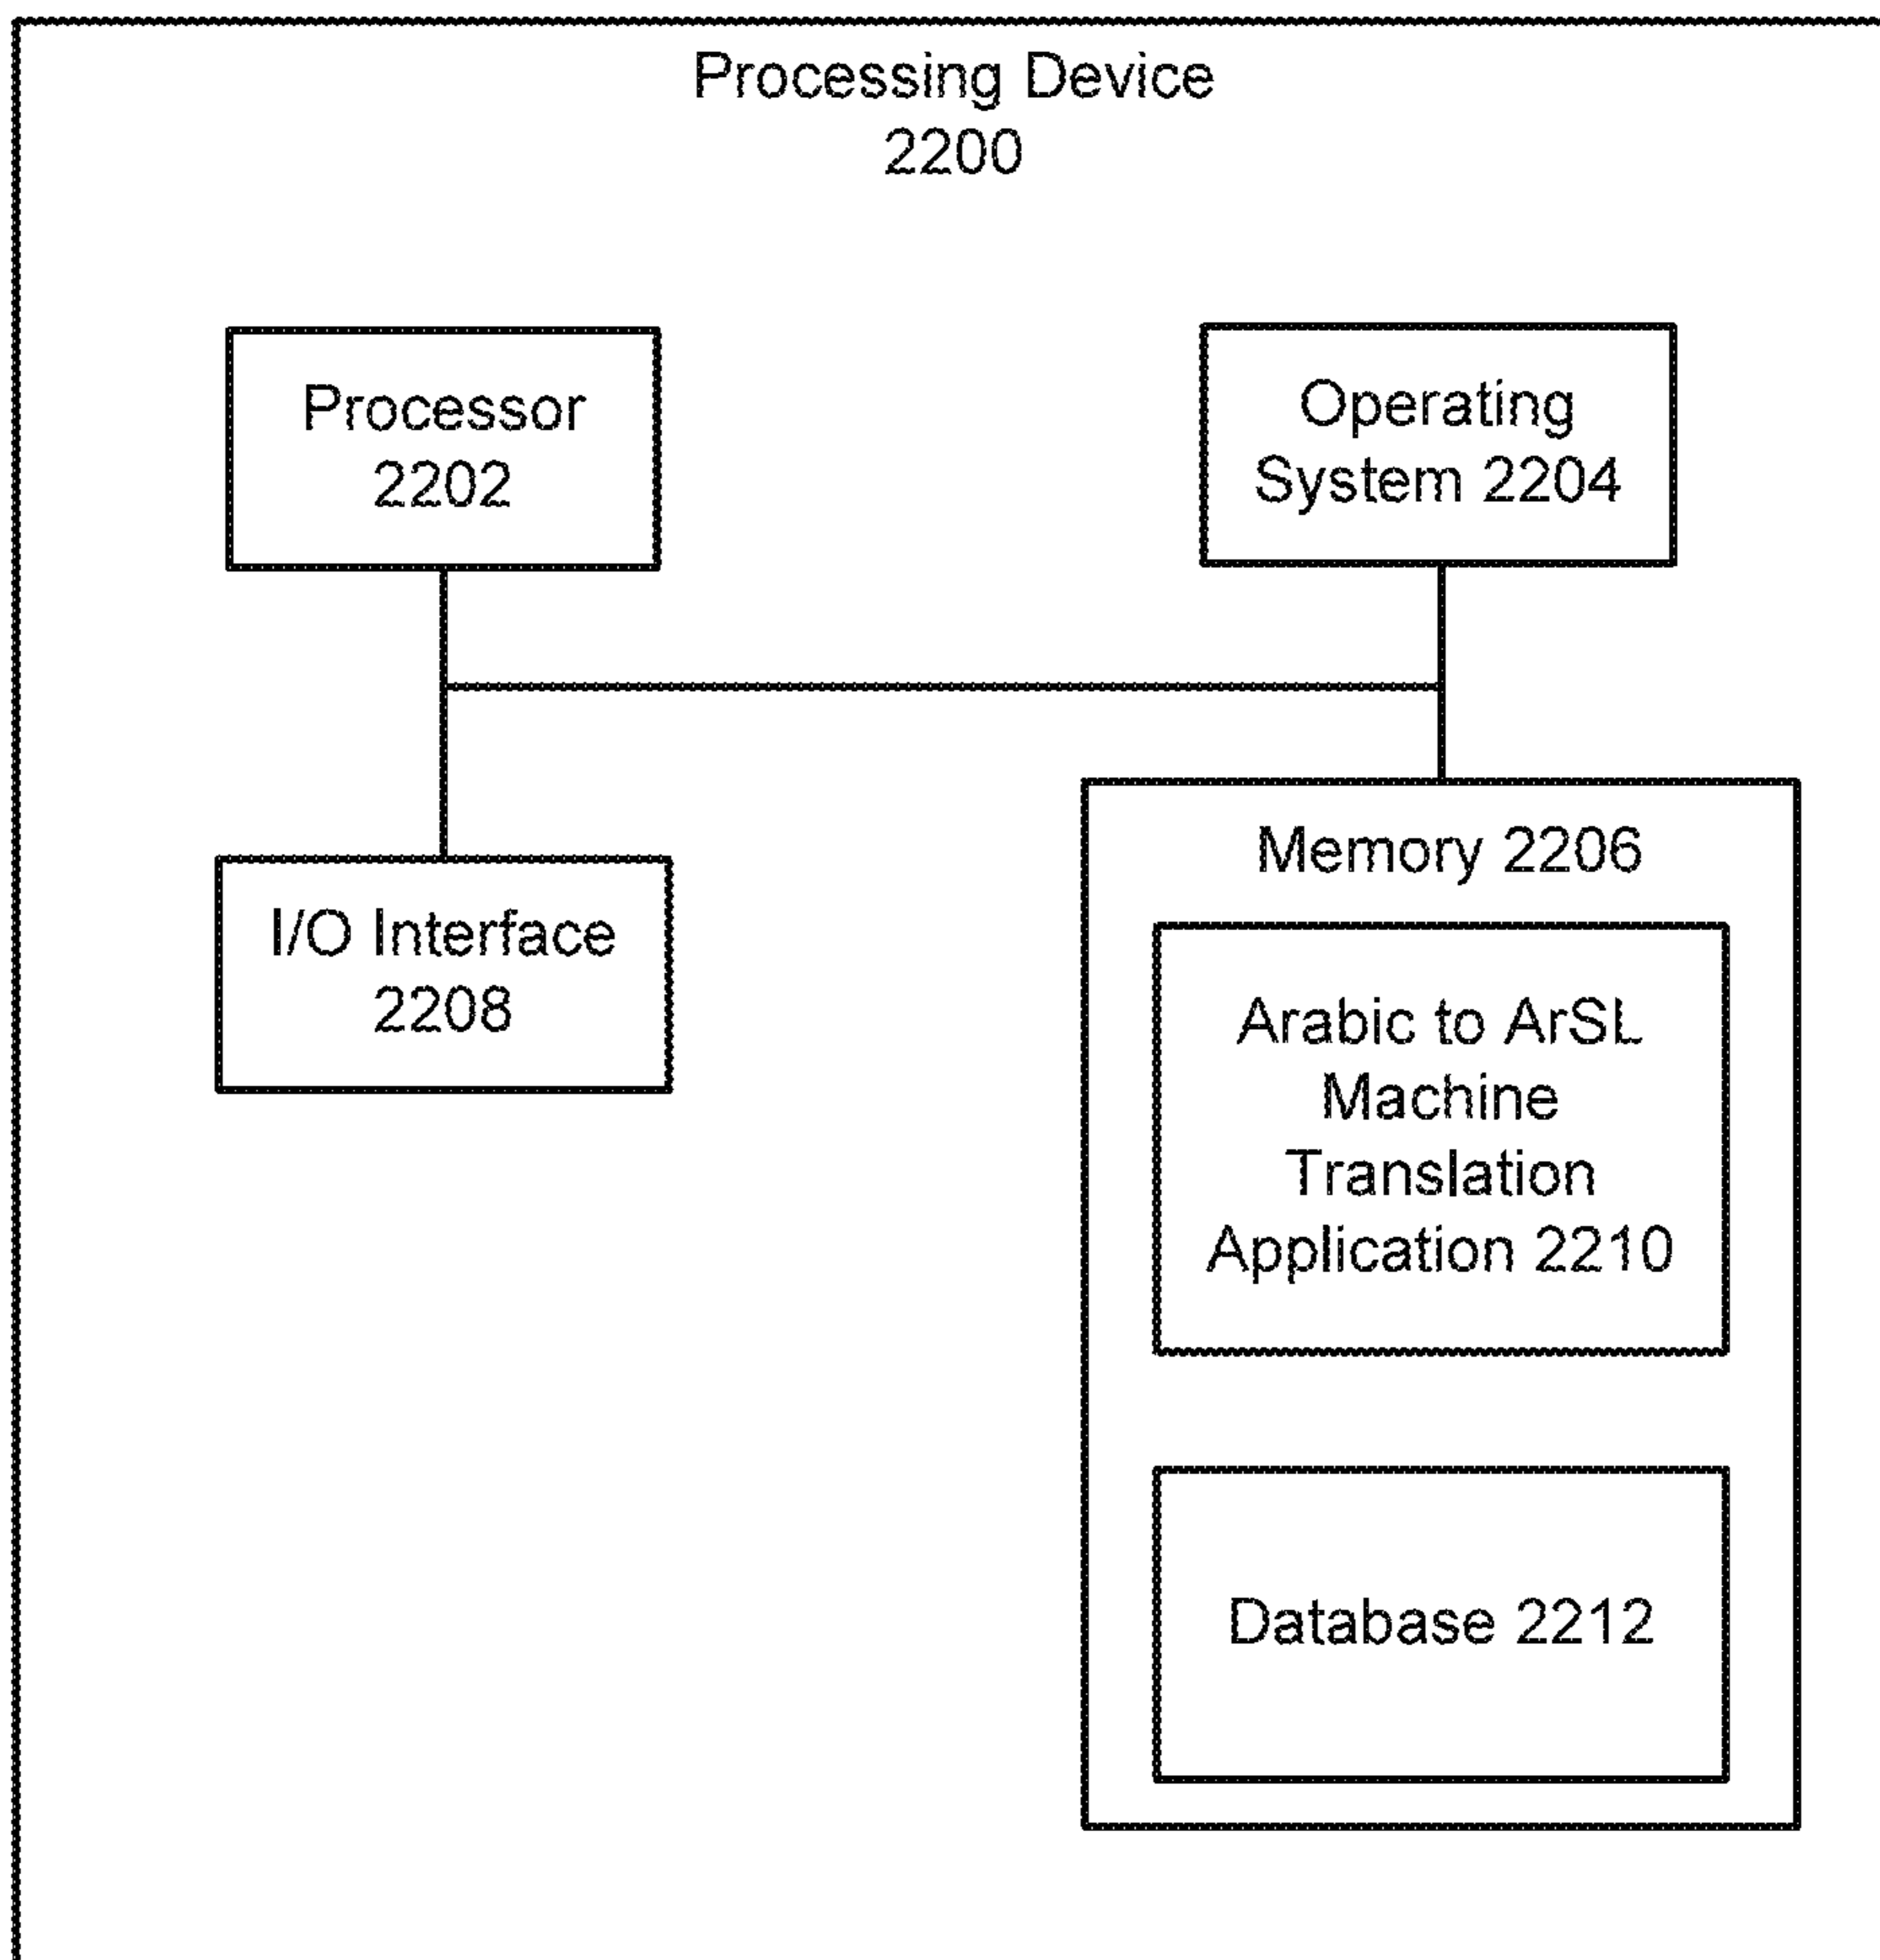 Processing Device
2200
Processor
2202
Operating
System 2204
I/O Interface
2208
Memory 2206
Arabic to ArSL
Machine
Translation
Application 2210
Database 2212